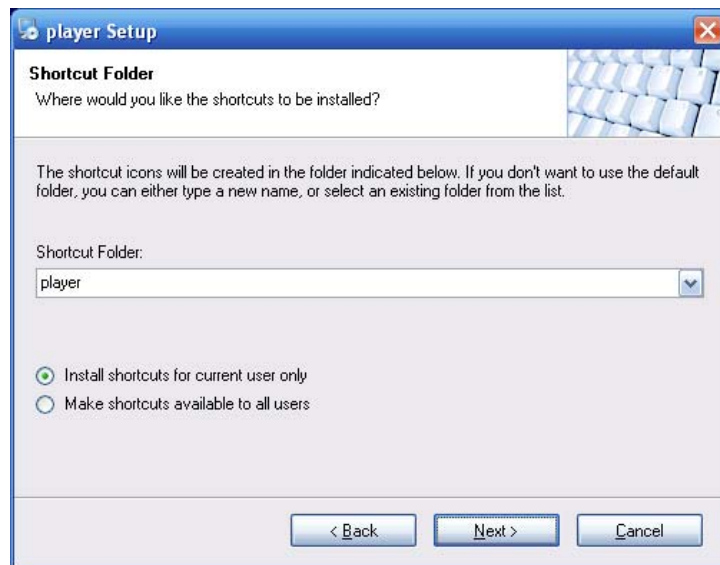 player Setup
Shortcut Folder
Where would you like the shortcuts to be installed?
The shortcut icons will be created in the folder indicated below. If you don't want to use the default
folder, you can either type a new name, or select an existing folder from the list.
Shortcut Folder:
player
Install shortcuts for current user only
Make shortcuts available to all users
< Back
Next >
Cancel